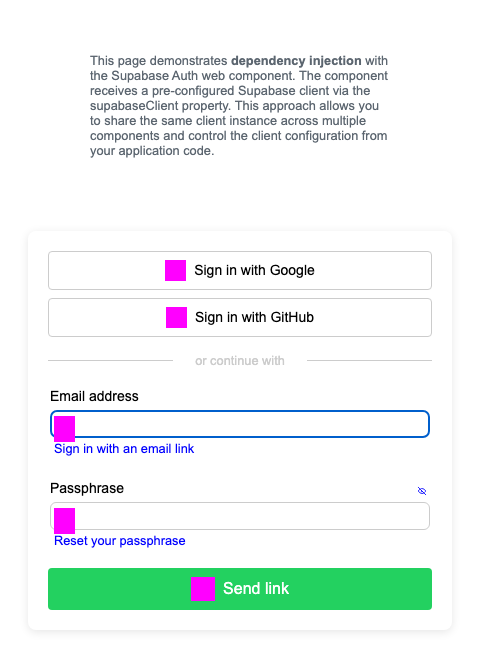 This page demonstrates dependency injection with
the Supabase Auth web component. The component
receives a pre-configured Supabase client via the
supabaseClient property. This approach allows you
to share the same client instance across multiple
components and control the client configuration from
your application code.
Sign in with Google
Sign in with GitHub
or continue with
Email address
Sign in with an email link
Passphrase
Reset your passphrase
Send link